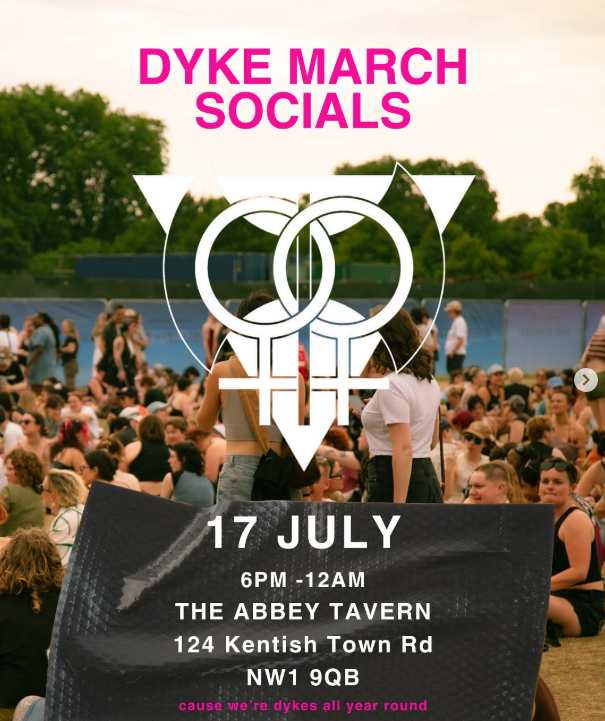 DYKE MARCH
SOCIALS
17 JULY
6PM -12AM
THE ABBEY TAVERN
124 Kentish Town Rd
NW1 9QB
cause we're dykes all year round